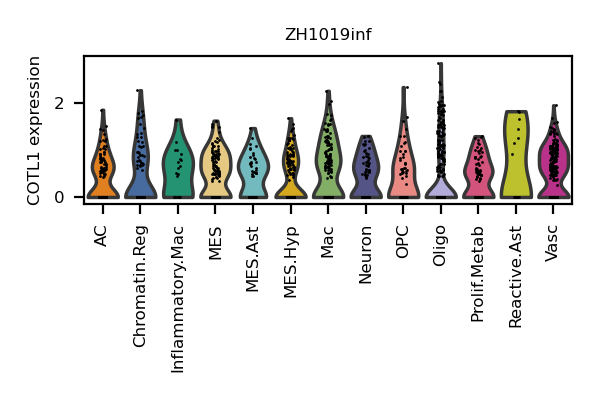 ZH1019inf
COTL1 expression
2
0
AC
Chromatin.Reg
Inflammatory.Mac
MES
MES.Ast
MES.Hyp
Mac
Neuron
OPC
Oligo
Prolif.Metab
Reactive.Ast
Vasc